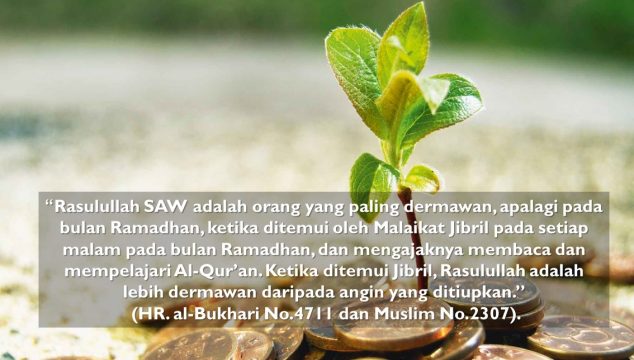 “Rasulullah SAW adalah orang yang paling dermawan, apalagi pada
bulan Ramadhan, ketika ditemui oleh Malaikat Jibril pada setiap
malam pada bulan Ramadhan, dan mengajaknya membaca dan
mempelajari Al-Qur’an. Ketika ditemui Jibril, Rasulullah adalah
lebih dermawan daripada angin yang ditiupkan.”
(HR. al-Bukhari No.4711 dan Muslim No.2307).